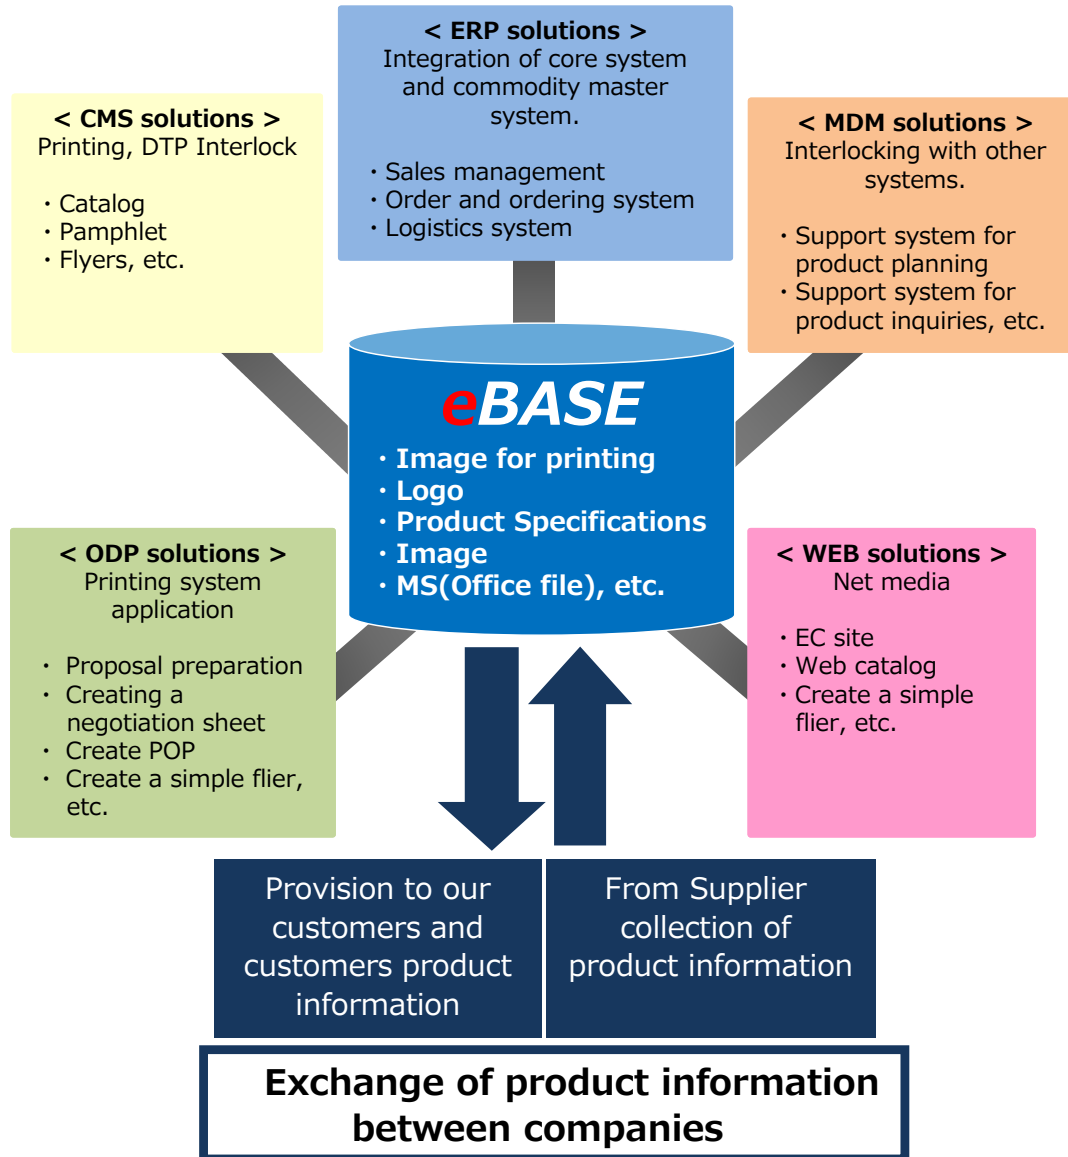 < ERP solutions >
Integration of core system
and commodity master
system.
・Sales management
・Order and ordering system
・Logistics system
< CMS solutions >
Printing, DTP Interlock
・Catalog
・Pamphlet
・Flyers, etc.
< MDM solutions >
Interlocking with other
systems.
・Support system for
product planning
・Support system for
product inquiries, etc.
eBASE
・Image for printing
・Logo
・Product Specifications
・Image
・MS(Office file), etc.
< ODP solutions >
Printing system
application
・ Proposal preparation
・ Creating a
negotiation sheet
・ Create POP
・ Create a simple flier,
etc.
< WEB solutions >
Net media
・EC site
・Web catalog
・Create a simple
flier, etc.
Provision to our
customers and
customers product
information
From Supplier
collection of
product information
Exchange of product information
between companies